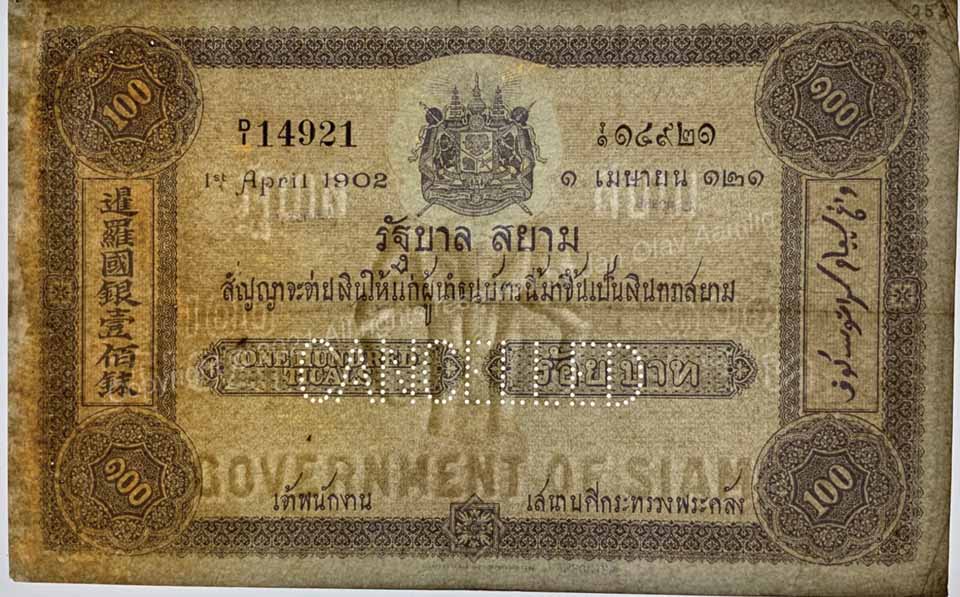 100
๑๐๐
D/1 14921
ง/๑ ๑๔๙๒๑
1st April 1902
๑ เมษายน ๑๒๑
暹羅國銀壹佰銖
รัฐบาล สยาม
สัญญาจะจ่ายเงินให้แก่ผู้นำธนบัตรนี้มาขึ้นเป็นเงินตราสยาม
ONE HUNDRED
TICALS
ร้อย บาท
CANCELLED
GOVERNMENT OF SIAM
เจ้าพนักงาน
เสนาบดีกระทรวงพระคลัง
๑๐๐
100